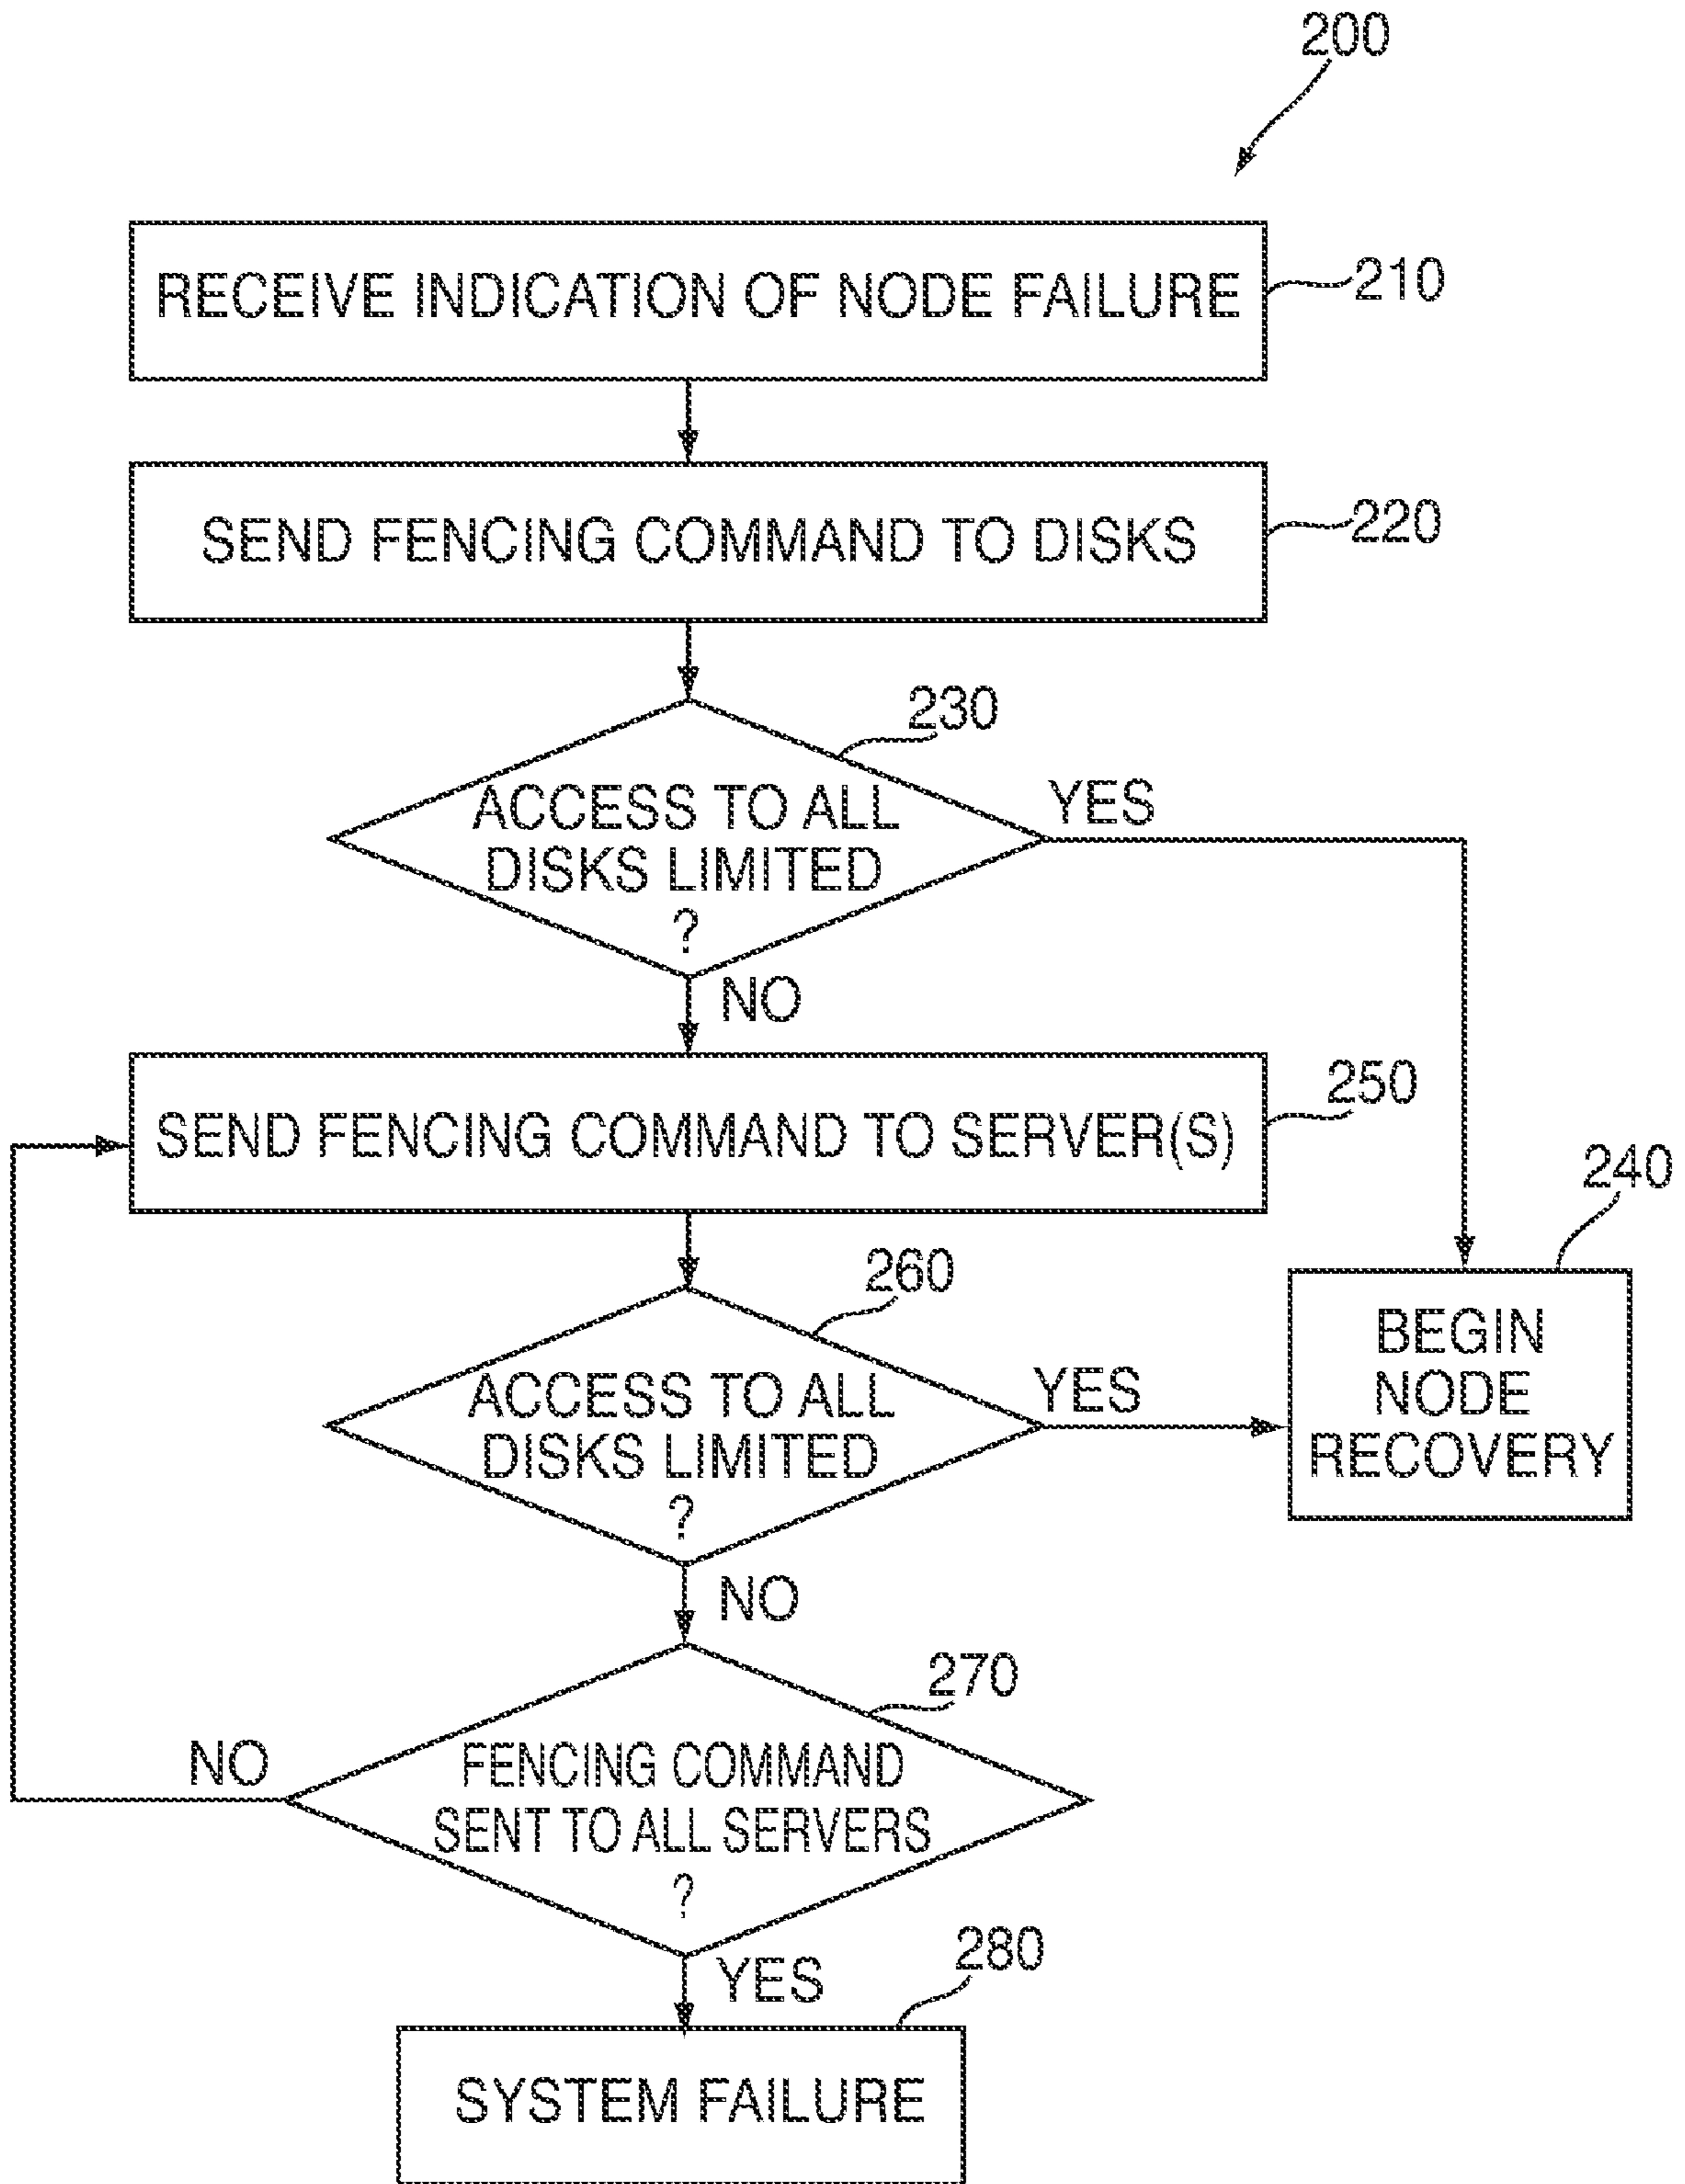 200
RECEIVE INDICATION OF NODE FAILURE
210
SEND FENCING COMMAND TO DISKS
220
230
ACCESS TO ALL
DISKS LIMITED
?
YES
NO
SEND FENCING COMMAND TO SERVER(S)
250
240
BEGIN
NODE
RECOVERY
260
ACCESS TO ALL
DISKS LIMITED
?
YES
NO
270
FENCING COMMAND
SENT TO ALL SERVERS
?
NO
YES
280
SYSTEM FAILURE